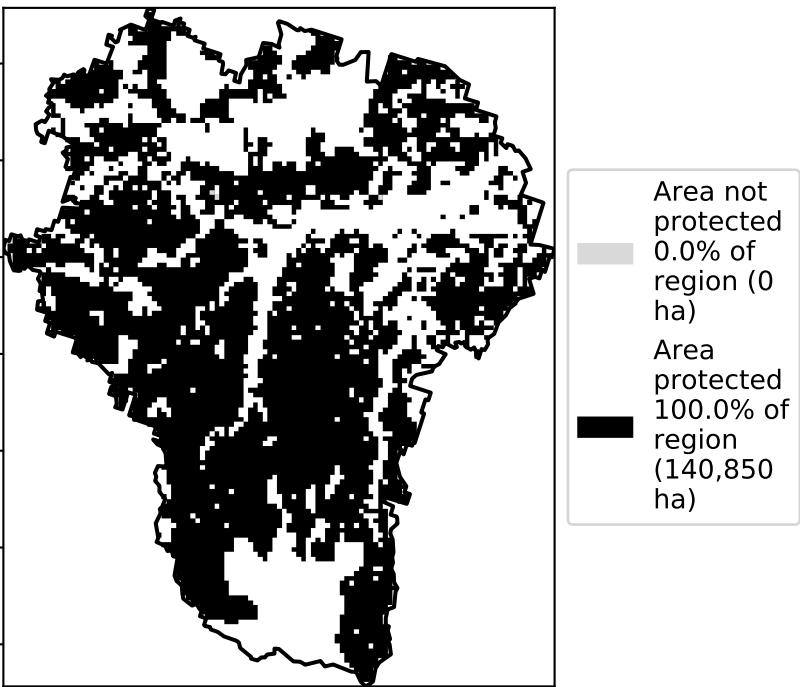 Area not
protected
0.0% of
region (0
ha)
Area
protected
100.0% of
region
(140,850
ha)